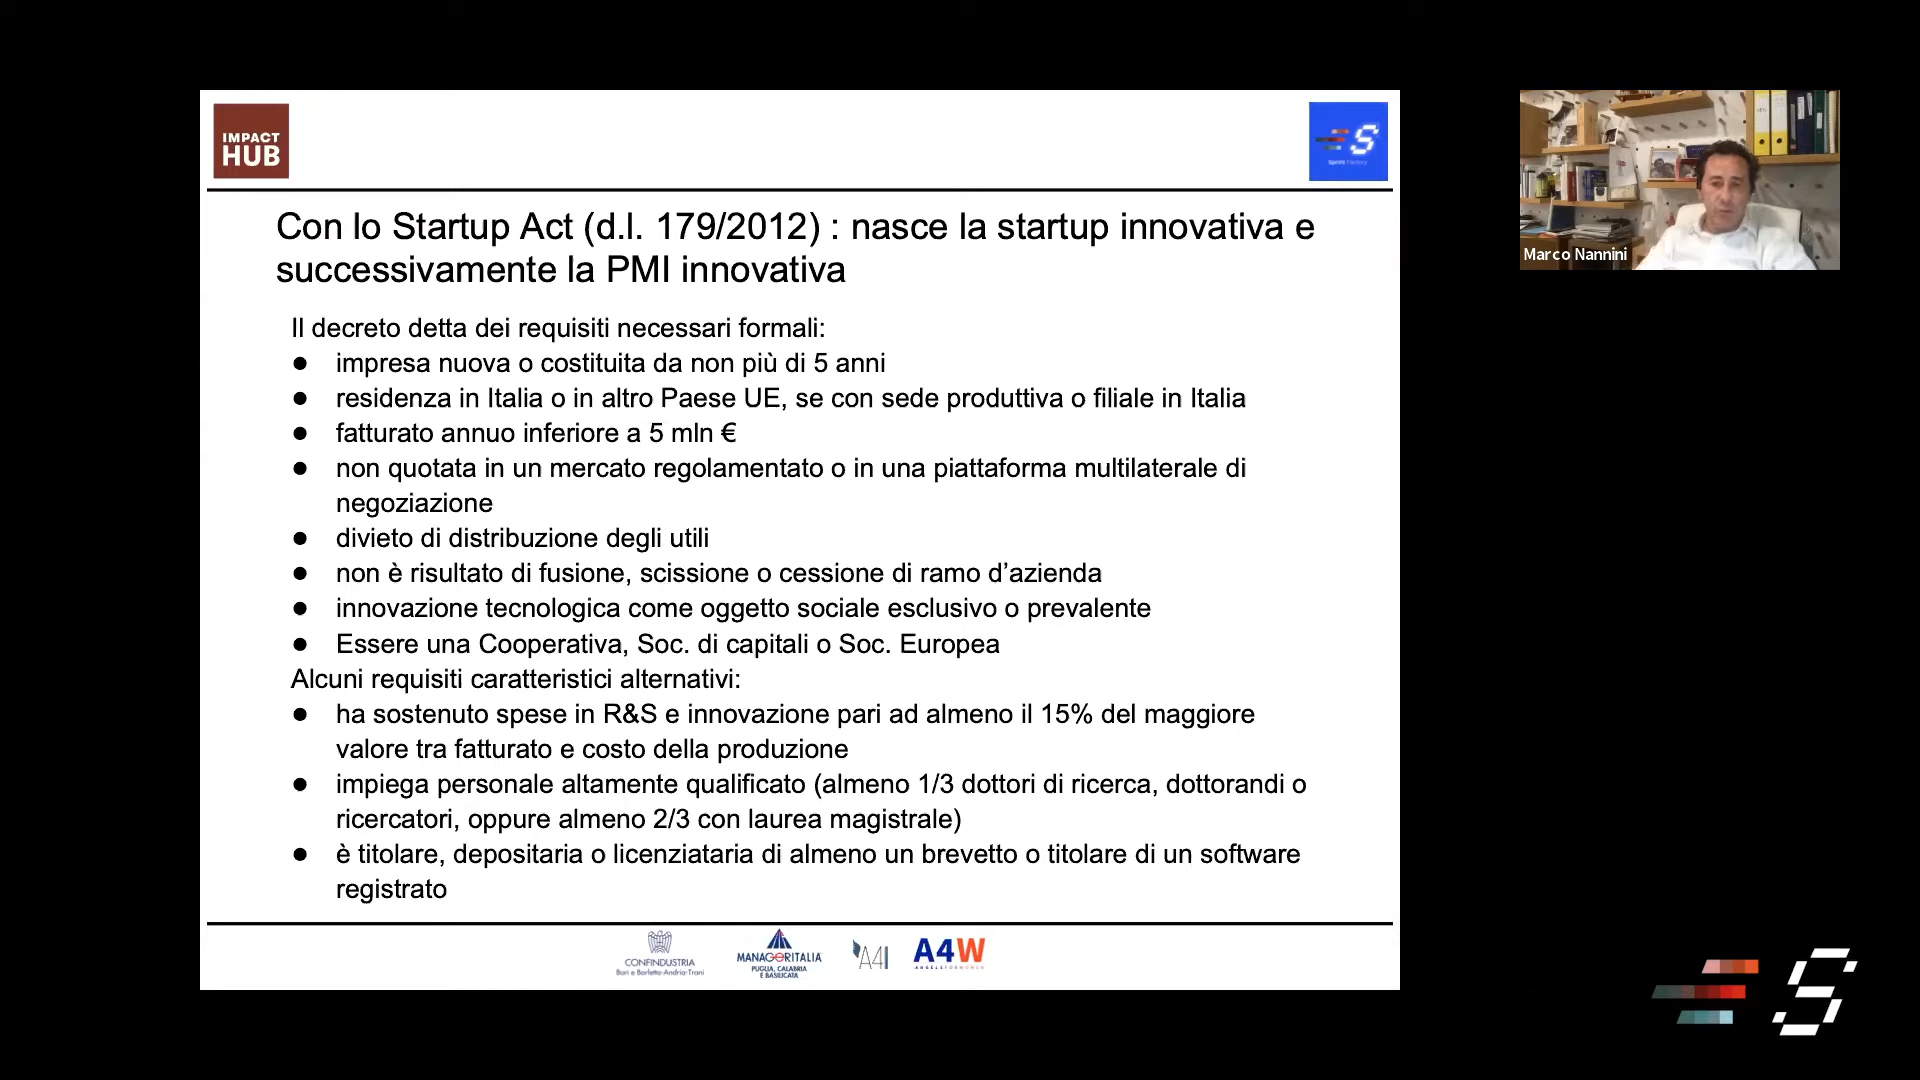 IMPACT
HUB
S
Sprint Factory
Con lo Startup Act (d.l. 179/2012) : nasce la startup innovativa e
successivamente la PMI innovativa
Il decreto detta dei requisiti necessari formali:
● impresa nuova o costituita da non più di 5 anni
● residenza in Italia o in altro Paese UE, se con sede produttiva o filiale in Italia
● fatturato annuo inferiore a 5 mln €
● non quotata in un mercato regolamentato o in una piattaforma multilaterale di
negoziazione
● divieto di distribuzione degli utili
● non è risultato di fusione, scissione o cessione di ramo d’azienda
● innovazione tecnologica come oggetto sociale esclusivo o prevalente
● Essere una Cooperativa, Soc. di capitali o Soc. Europea
Alcuni requisiti caratteristici alternativi:
● ha sostenuto spese in R&S e innovazione pari ad almeno il 15% del maggiore
valore tra fatturato e costo della produzione
● impiega personale altamente qualificato (almeno 1/3 dottori di ricerca, dottorandi o
ricercatori, oppure almeno 2/3 con laurea magistrale)
● è titolare, depositaria o licenziataria di almeno un brevetto o titolare di un software
registrato
CONFINDUSTRIA
Bari e Barletta-Andria-Trani
MANAGERITALIA
PUGLIA, CALABRIA
E BASILICATA
A4I
A4W
ANGELS FOR WOMEN
Marco Nannini
S